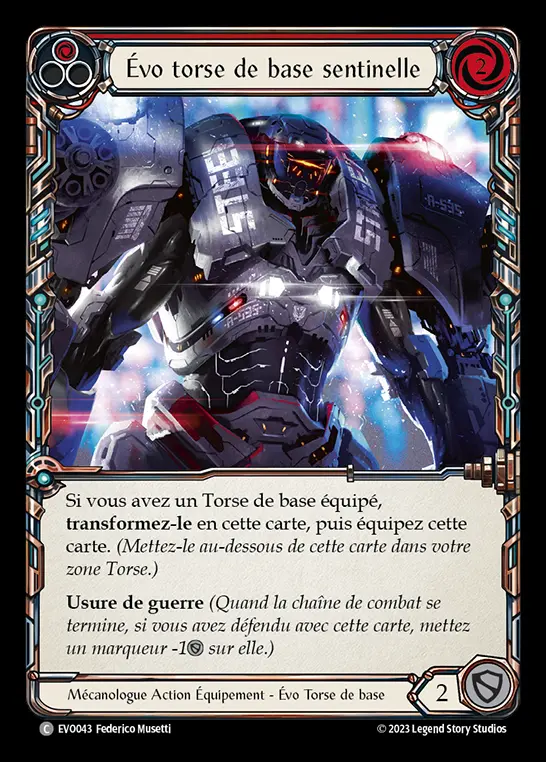 Évo torse de base sentinelle
2
A-535
A-535
Si vous avez un Torse de base équipé,
transformez-le en cette carte, puis équipez cette
carte. (Mettez-le au-dessous de cette carte dans votre
zone Torse.)
Usure de guerre (Quand la chaîne de combat se
termine, si vous avez défendu avec cette carte, mettez
un marqueur -1 sur elle.)
Mécanologue Action Équipement - Évo Torse de base
2
C EVO043 Federico Musetti
© 2023 Legend Story Studios